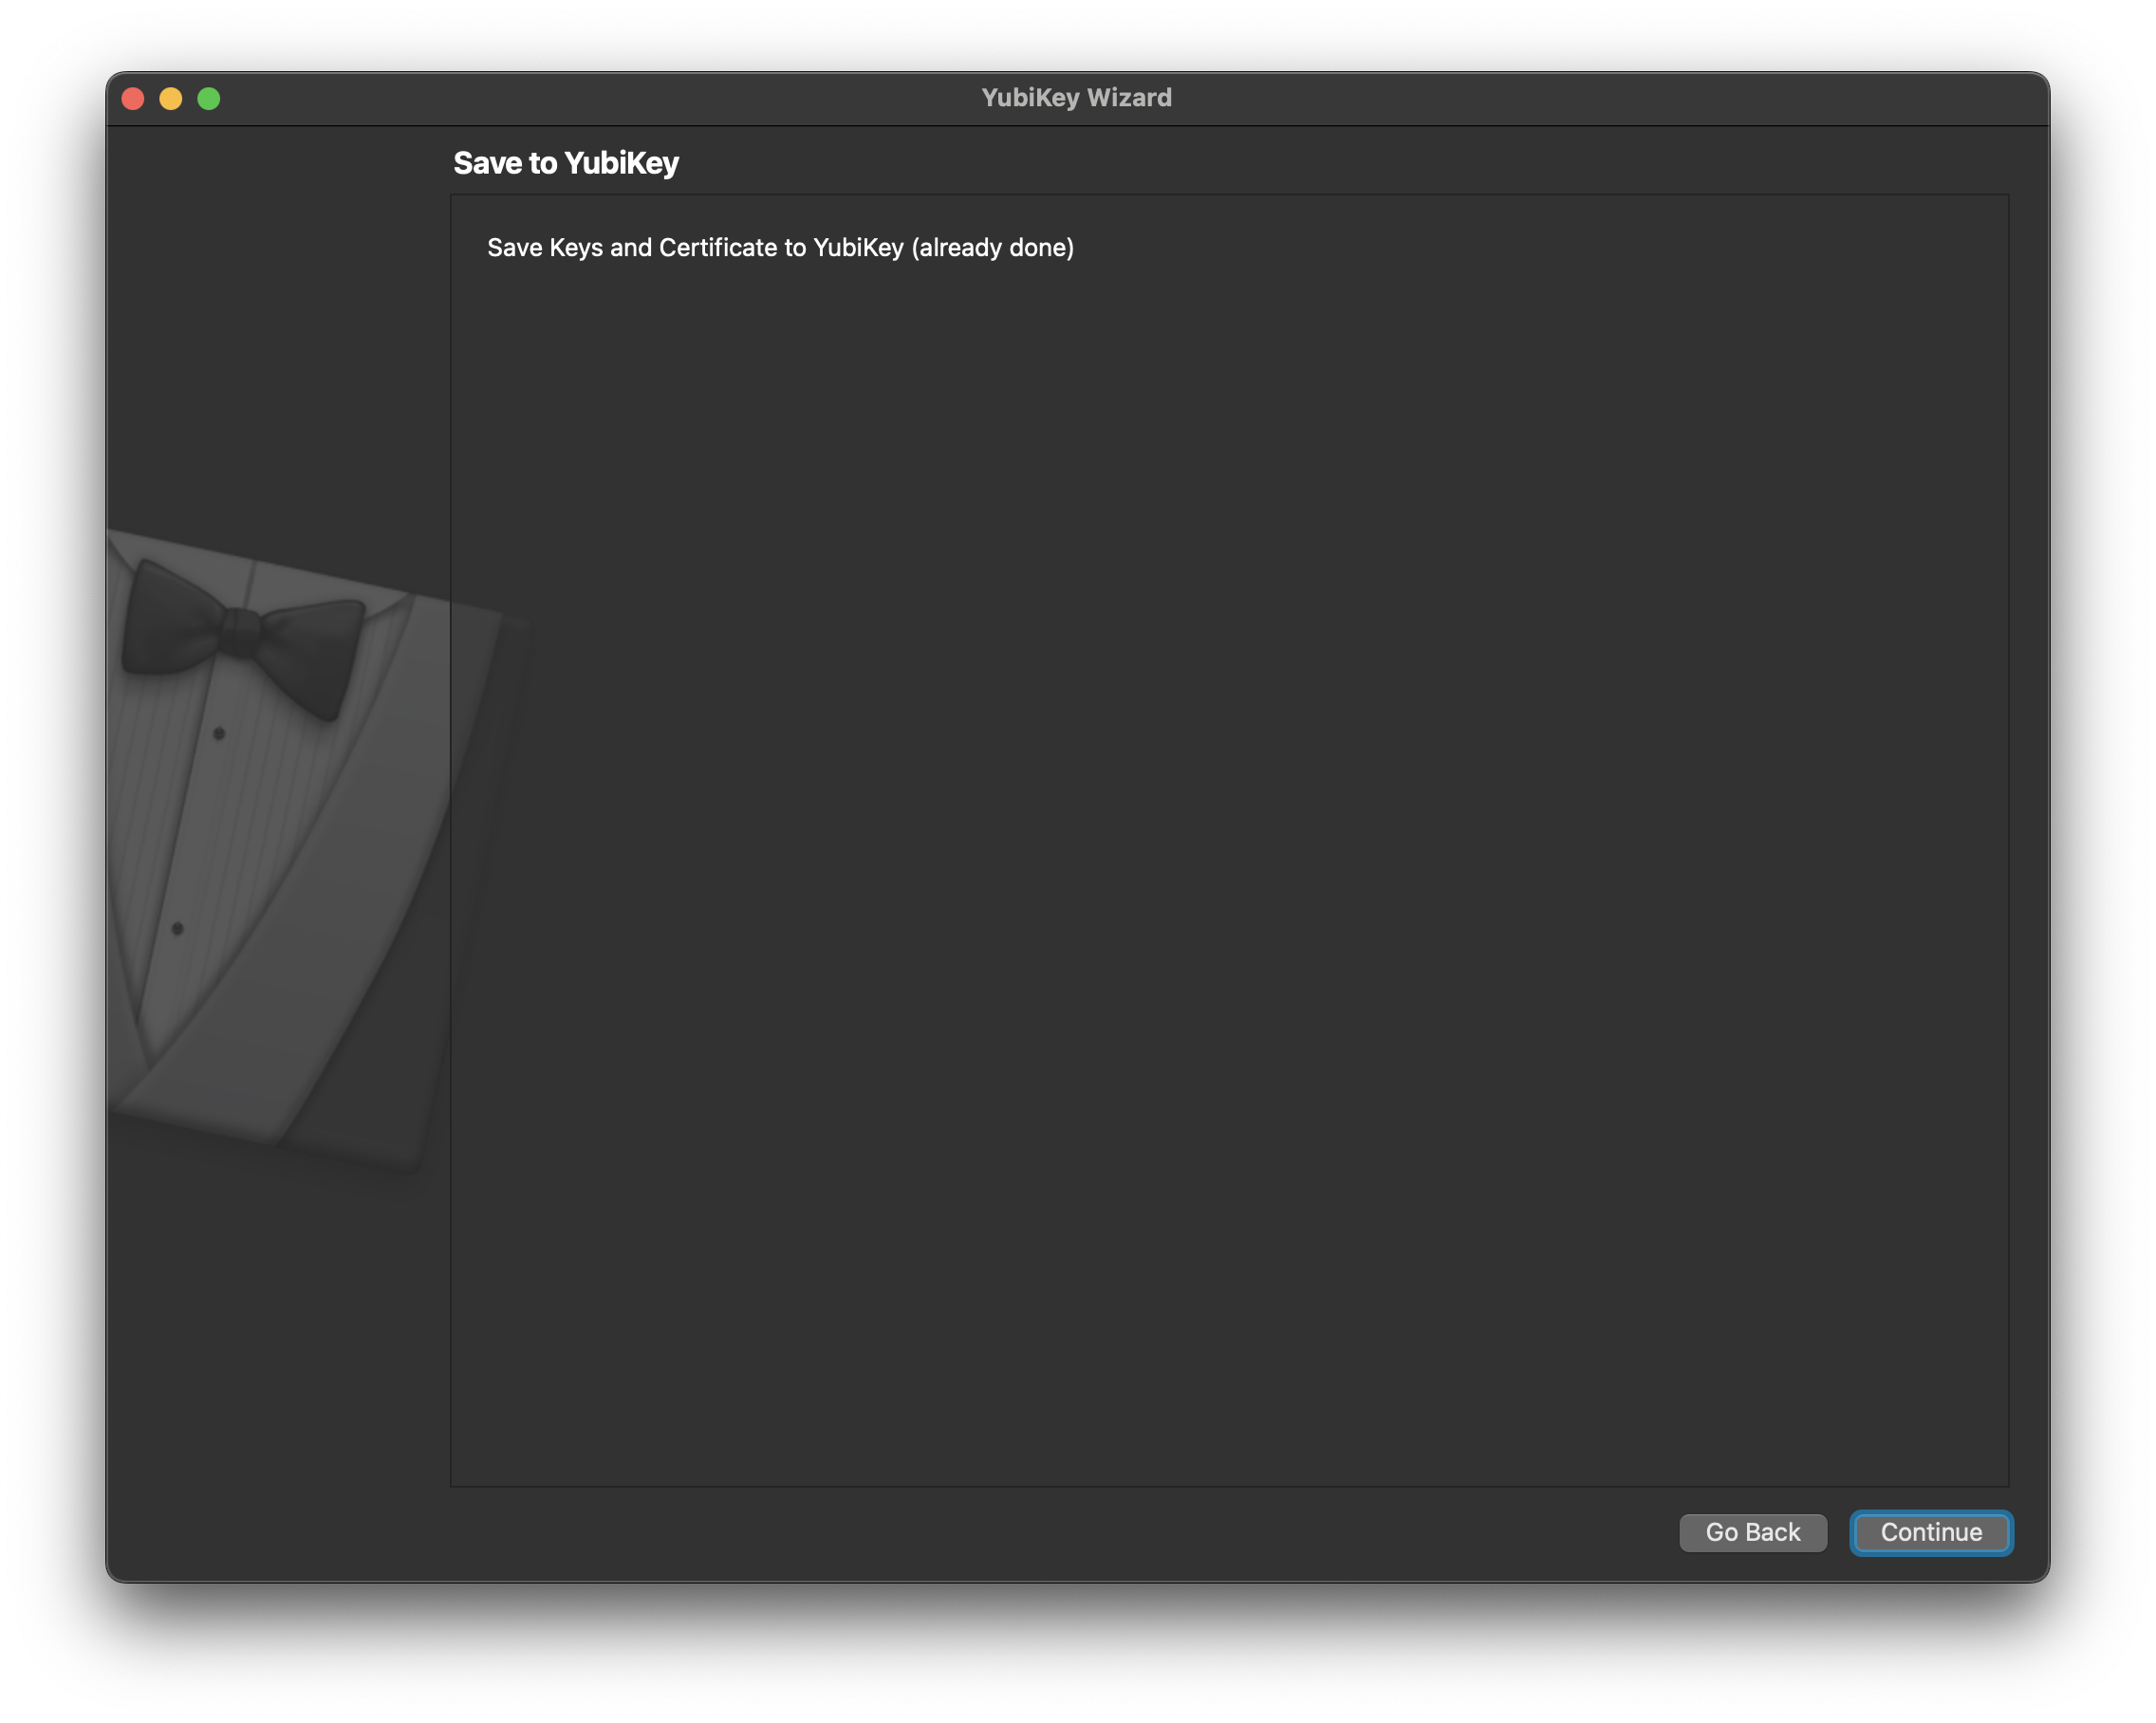 YubiKey Wizard
Save to YubiKey
Save Keys and Certificate to YubiKey (already done)
Go Back
Continue